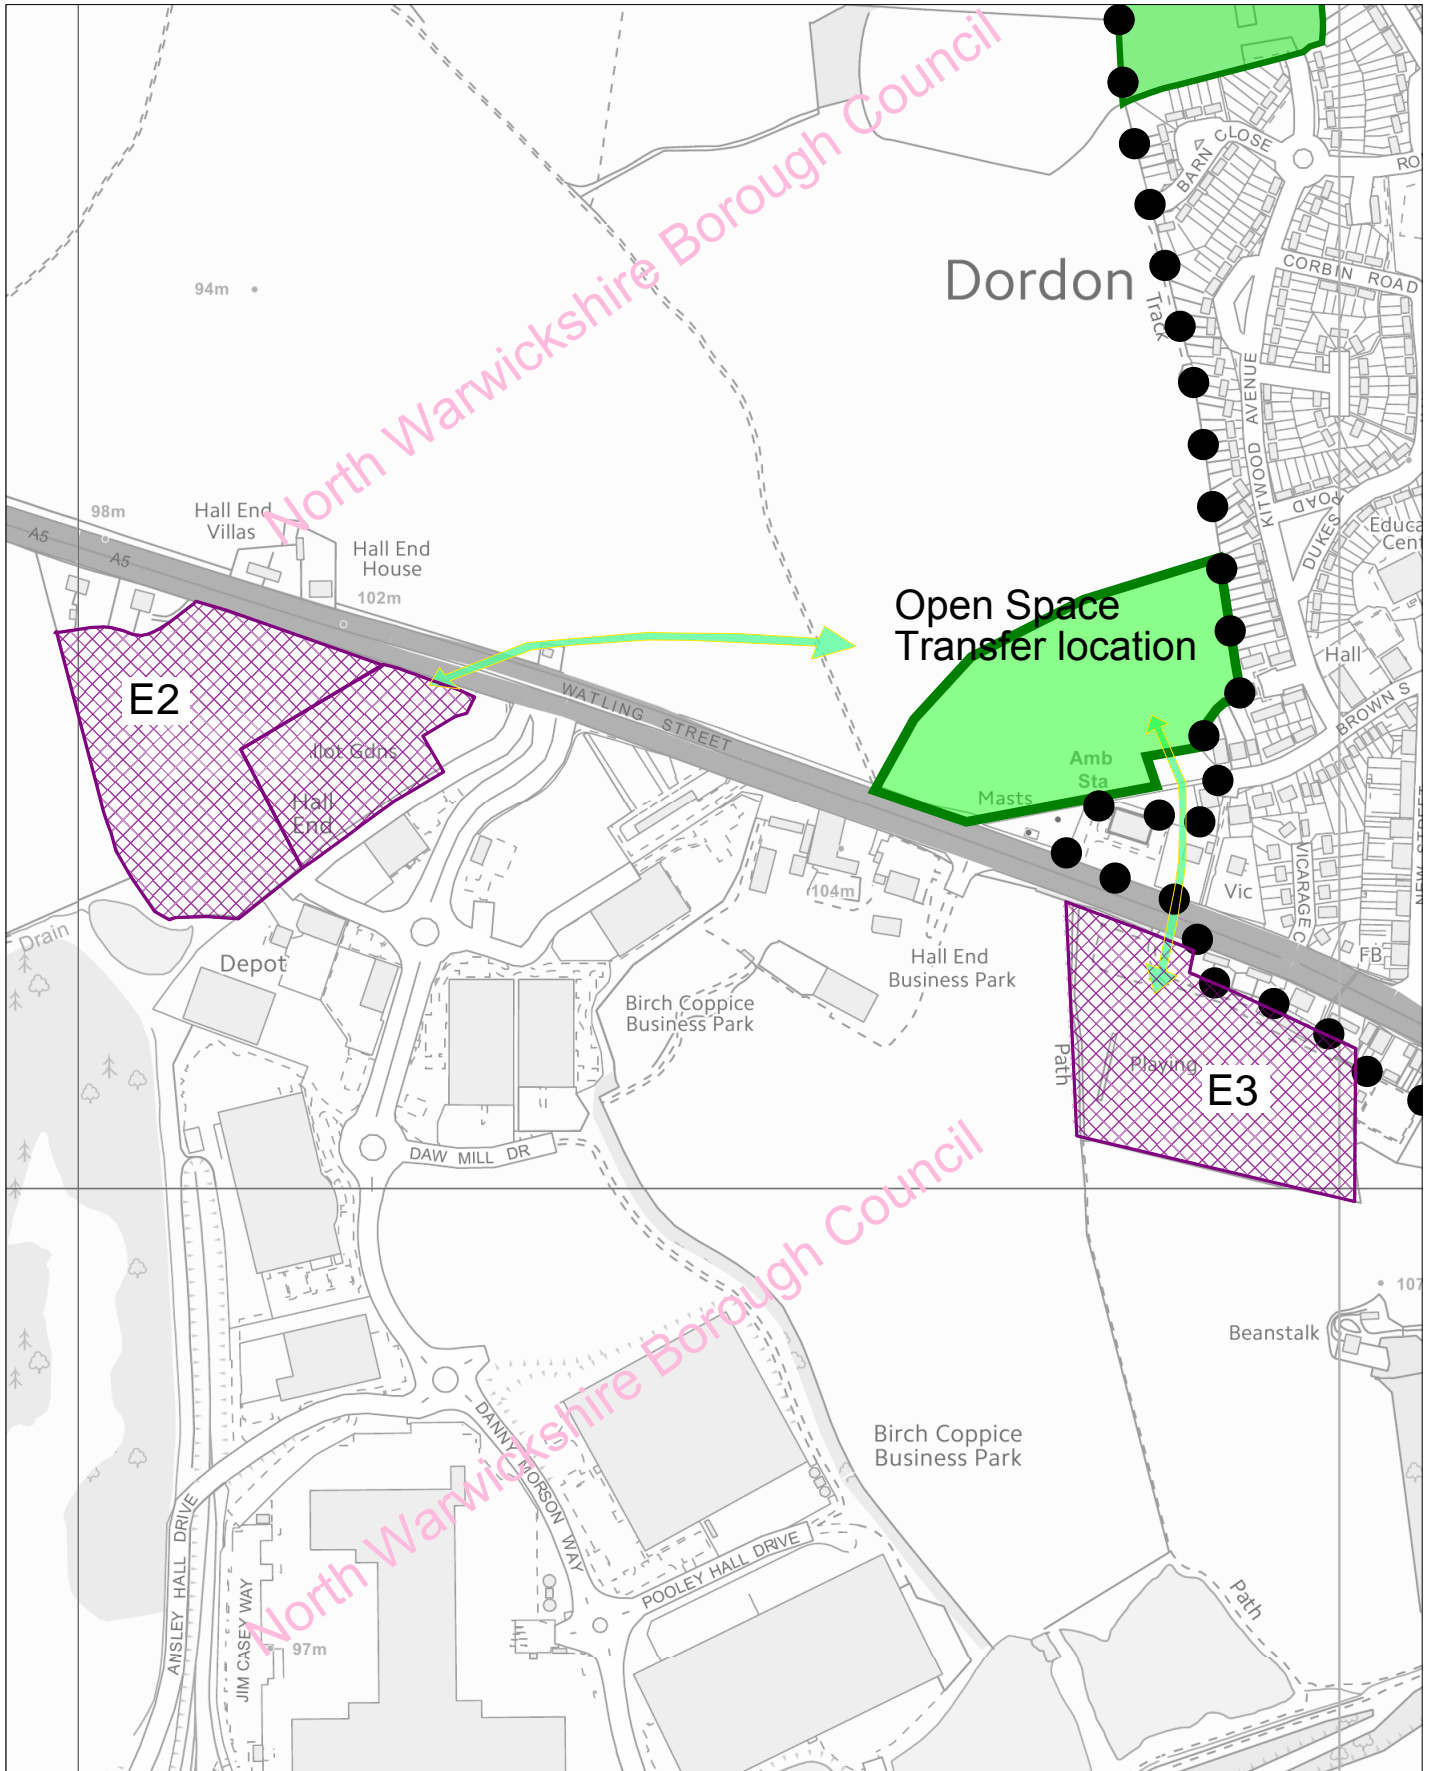 North Warwickshire Borough Council
BARN CLOSE
RO
CORBIN ROAD
94m
Dordon
Track
KITWOOD AVENUE
DUKES ROAD
98m
Hall End
Villas
A5
A5
Hall End
House
102m
Educa
Cent
Open Space
Transfer location
Hall
E2
WATLING STREET
BROWN S
llot Gdns
Amb
Sta
Masts
Hall
End
NEW STREET
VICARAGE C
104m
Vic
Drain
Depot
Hall End
Business Park
FB
Birch Coppice
Business Park
Path
Playing
E3
DAW MILL DR
North Warwickshire Borough Council
107
Beanstalk
DANNY MORSON WAY
Birch Coppice
Business Park
ANSLEY HALL DRIVE
POOLEY HALL DRIVE
JIM CASEY WAY
Path
97m